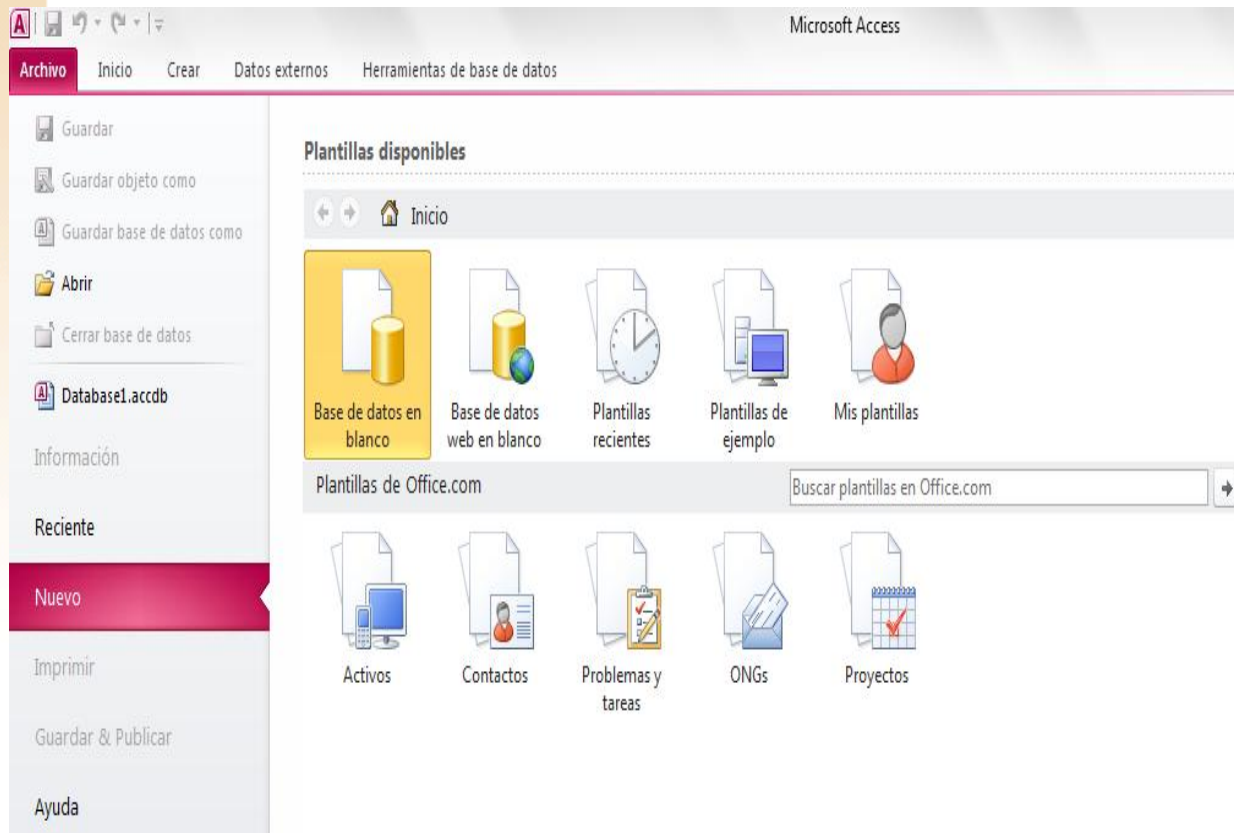 Microsoft Access
Archivo Inicio Crear Datos externos Herramientas de base de datos
Guardar
Guardar objeto como
Guardar base de datos como
Abrir
Cerrar base de datos
Database1.accdb
Información
Reciente
Nuevo
Imprimir
Guardar & Publicar
Ayuda
Plantillas disponibles
Inicio
Base de datos en
blanco
Base de datos
web en blanco
Plantillas
recientes
Plantillas de
ejemplo
Mis plantillas
Plantillas de Office.com
Buscar plantillas en Office.com
Activos
Contactos
Problemas y
tareas
ONGs
Proyectos